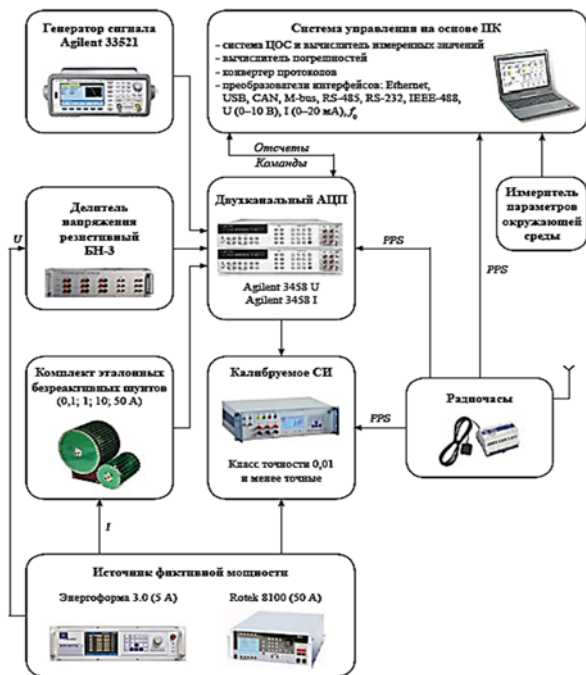 Генератор сигнала
Agilent 33521
Система управления на основе ПК
– система ЦОС и вычислитель измеренных значений
– вычислитель погрешностей
– конвертер протоколов
– преобразователи интерфейсов: Ethernet,
USB, CAN, M-bus, RS-485, RS-232, IEEE-488,
U (0–10 В), I (0–20 мА), f₀
Отсчеты
Команды
Делитель
напряжения
резистивный
БН-3
U
Двухканальный АЦП
Agilent 3458 U
Agilent 3458 I
PPS
PPS
Измеритель
параметров
окружающей
среды
Комплект эталонных
безреактивных шунтов
(0,1; 1; 10; 50 А)
Калибруемое СИ
Класс точности 0,01
и менее точные
PPS
Радиочасы
I
Источник фиктивной мощности
Энергоформа 3.0 (5 А)
Rotek 8100 (50 А)